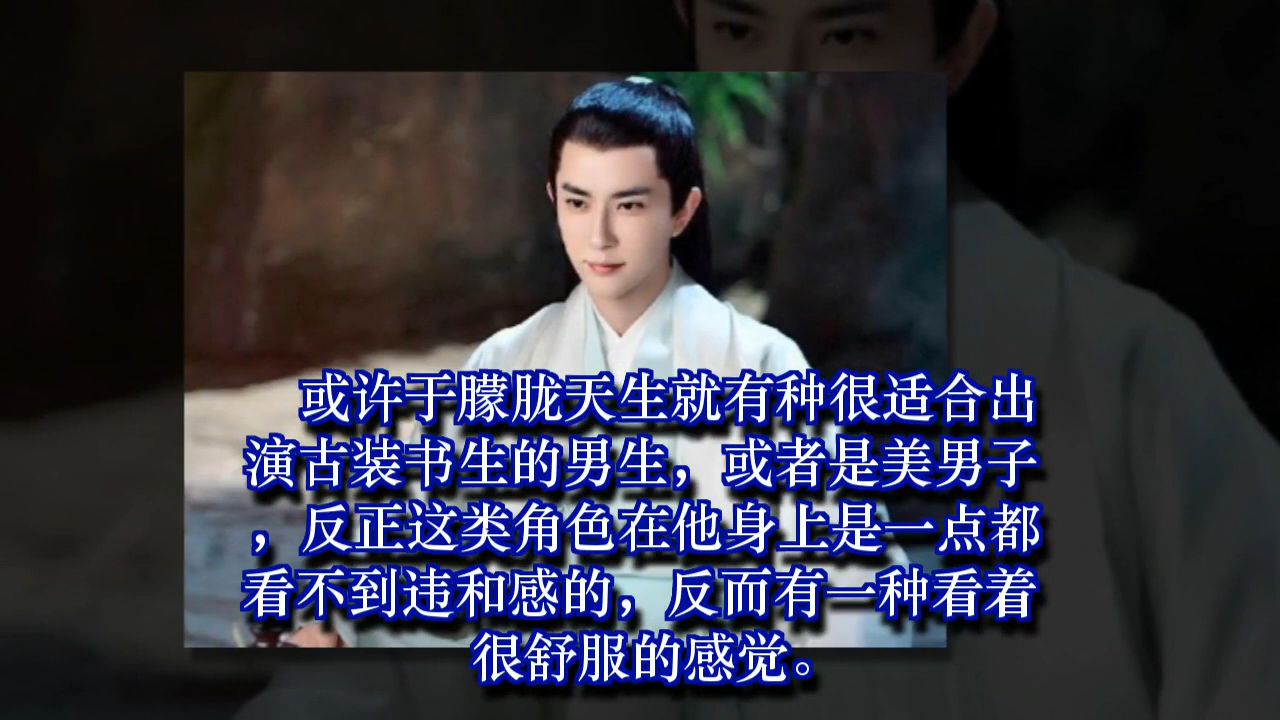 或许于朦胧天生就有种很适合出
演古装书生的男生，或者是美男子
，反正这类角色在他身上是一点都
看不到违和感的，反而有一种看着
很舒服的感觉。